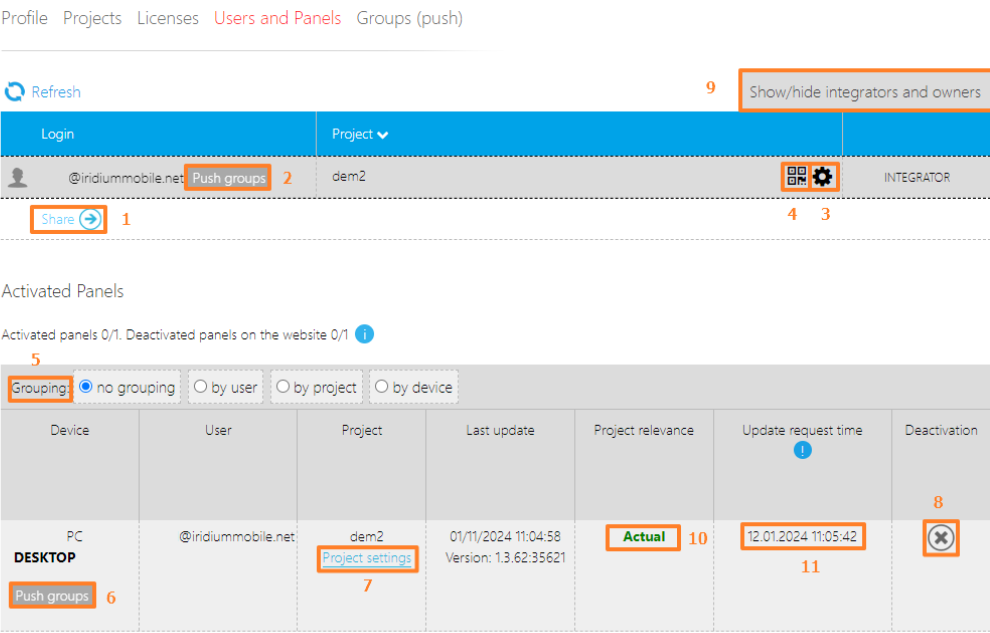 Profile Projects Licenses Users and Panels Groups (push)
Refresh
9
Show/hide integrators and owners
Login Project
@iridiummobile.net Push groups 2 dem2 INTEGRATOR
Share 1 4 3
Activated Panels
Activated panels 0/1. Deactivated panels on the website 0/1 i
5
Grouping: no grouping by user by project by device
Device User Project Last update Project relevance Update request time Deactivation
!
8
PC @iridiummobile.net dem2 01/11/2024 11:04:58 Actual 10 12.01.2024 11:05:42
DESKTOP Project settings Version: 1.3.62:35621
11
7
Push groups 6